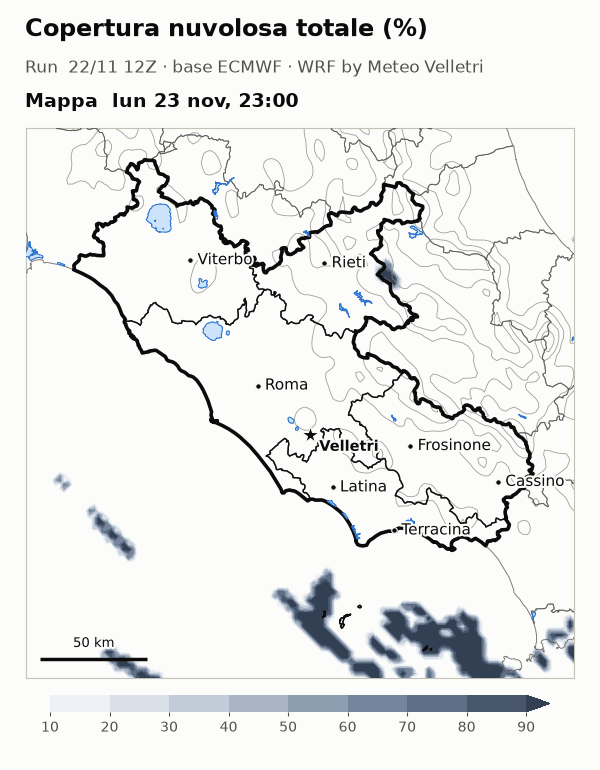 Copertura nuvolosa totale (%)
Run  22/11 12Z · base ECMWF · WRF by Meteo Velletri
Mappa  lun 23 nov, 23:00
Viterbo
Rieti
Roma
Velletri
Frosinone
Cassino
Latina
Terracina
50 km
10 20 30 40 50 60 70 80 90